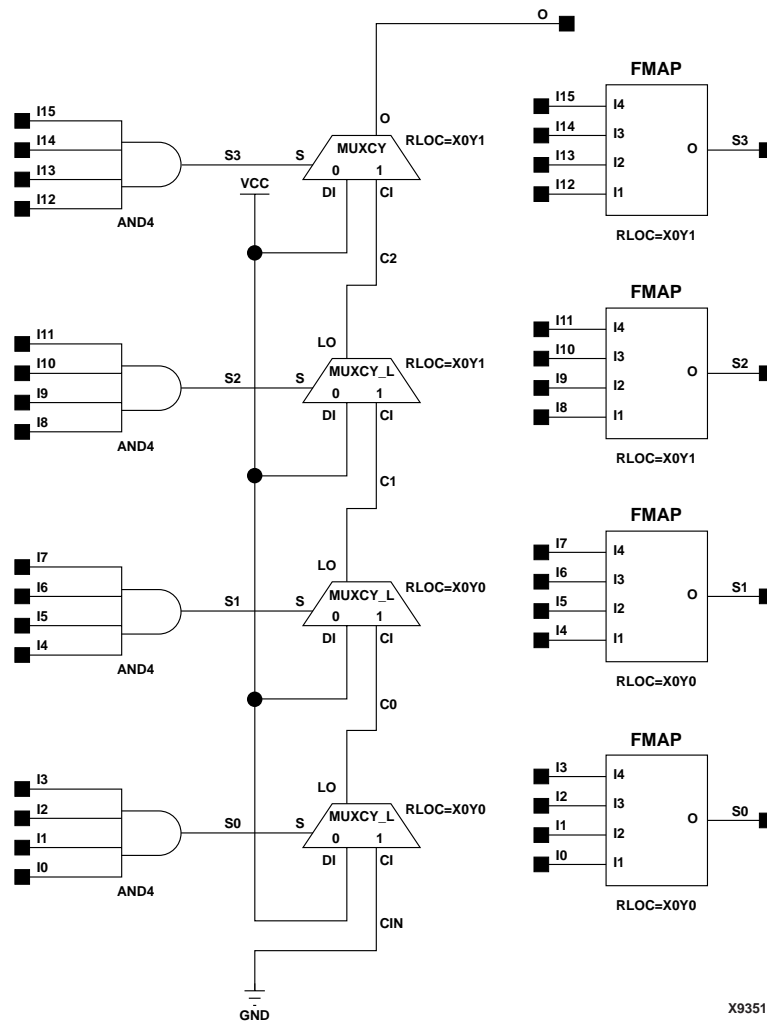 O
FMAP
I15
I14
I13
I12
S3
AND4
VCC
O
MUXCY
RLOC=X0Y1
S
0 1
DI CI
C2
I15 I4
I14 I3
I13 I2
I12 I1
O S3
RLOC=X0Y1
FMAP
I11
I10
I9
I8
S2
AND4
LO
MUXCY_L
RLOC=X0Y1
S
0 1
DI CI
C1
I11 I4
I10 I3
I9 I2
I8 I1
O S2
RLOC=X0Y1
FMAP
I7
I6
I5
I4
S1
AND4
LO
MUXCY_L
RLOC=X0Y0
S
0 1
DI CI
C0
I7 I4
I6 I3
I5 I2
I4 I1
O S1
RLOC=X0Y0
FMAP
I3
I2
I1
I0
S0
AND4
LO
MUXCY_L
RLOC=X0Y0
S
0 1
DI CI
CIN
I3 I4
I2 I3
I1 I2
I0 I1
O S0
RLOC=X0Y0
GND
X9351